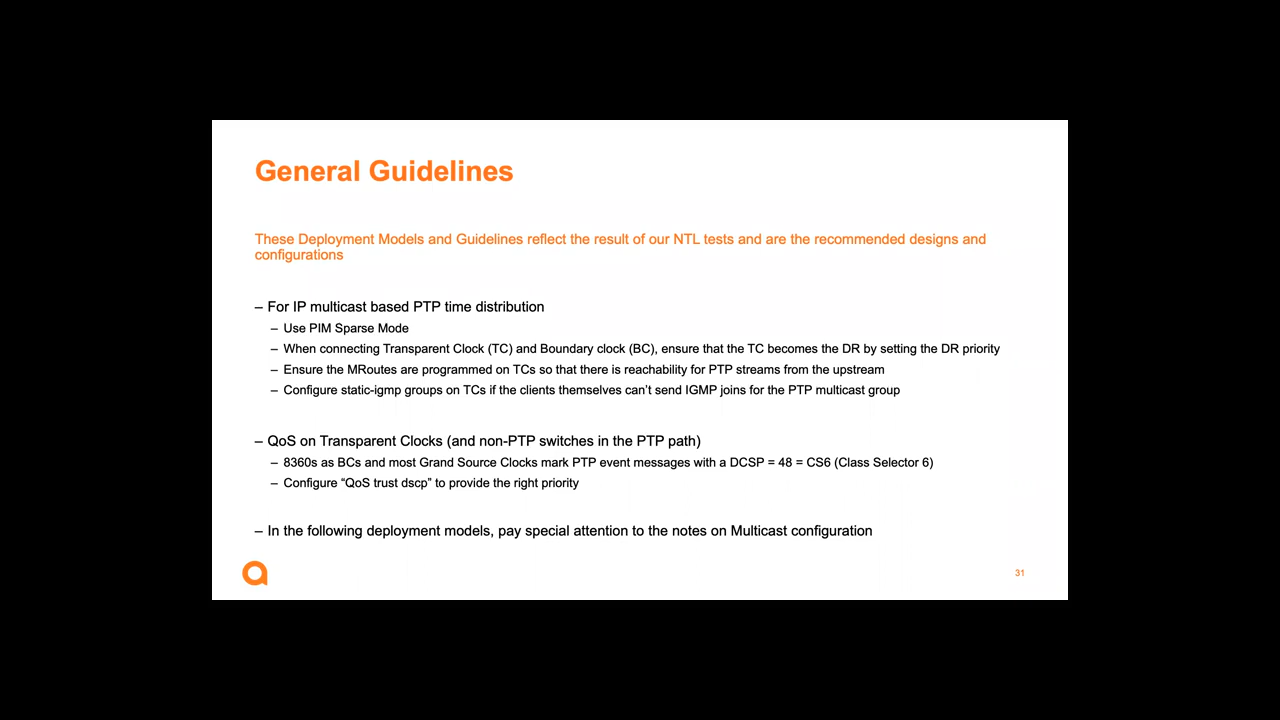 General Guidelines
These Deployment Models and Guidelines reflect the result of our NTL tests and are the recommended designs and
configurations
– For IP multicast based PTP time distribution
– Use PIM Sparse Mode
– When connecting Transparent Clock (TC) and Boundary clock (BC), ensure that the TC becomes the DR by setting the DR priority
– Ensure the MRoutes are programmed on TCs so that there is reachability for PTP streams from the upstream
– Configure static-igmp groups on TCs if the clients themselves can’t send IGMP joins for the PTP multicast group
– QoS on Transparent Clocks (and non-PTP switches in the PTP path)
– 8360s as BCs and most Grand Source Clocks mark PTP event messages with a DCSP = 48 = CS6 (Class Selector 6)
– Configure “QoS trust dscp” to provide the right priority
– In the following deployment models, pay special attention to the notes on Multicast configuration
31